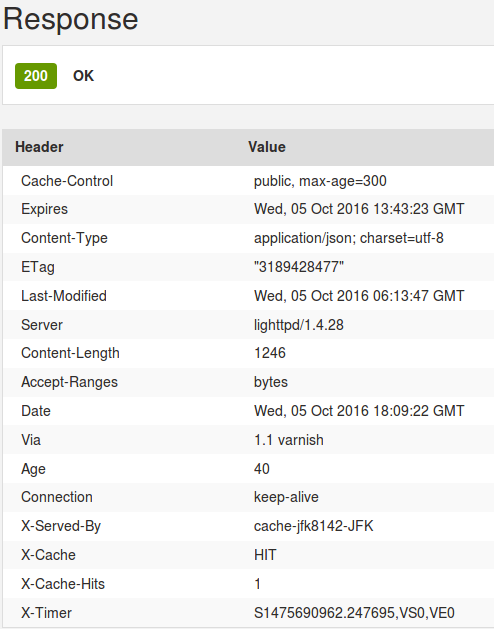 Response
200 OK
Header Value
Cache-Control public, max-age=300
Expires Wed, 05 Oct 2016 13:43:23 GMT
Content-Type application/json; charset=utf-8
ETag "3189428477"
Last-Modified Wed, 05 Oct 2016 06:13:47 GMT
Server lighttpd/1.4.28
Content-Length 1246
Accept-Ranges bytes
Date Wed, 05 Oct 2016 18:09:22 GMT
Via 1.1 varnish
Age 40
Connection keep-alive
X-Served-By cache-jfk8142-JFK
X-Cache HIT
X-Cache-Hits 1
X-Timer S1475690962.247695,VS0,VE0